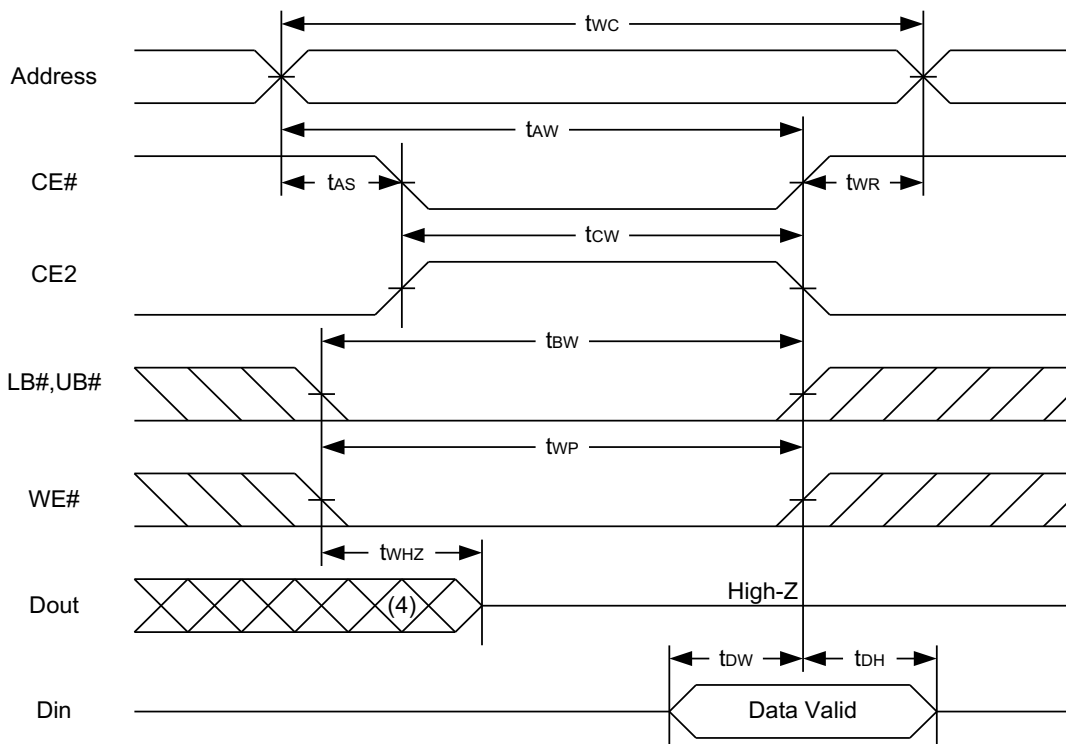 tWC
Address
tAW
CE#
tAS
tWR
tCW
CE2
tBW
LB#,UB#
tWP
WE#
tWHZ
Dout
(4)
High-Z
tDW
tDH
Din
Data Valid